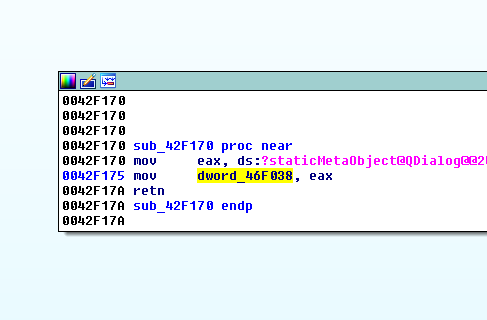 0042F170
0042F170
0042F170
0042F170 sub_42F170 proc near
0042F170 mov eax, ds:?staticMetaObject@QDialog@@2U
0042F175 mov dword_46F038, eax
0042F17A retn
0042F17A sub_42F170 endp
0042F17A